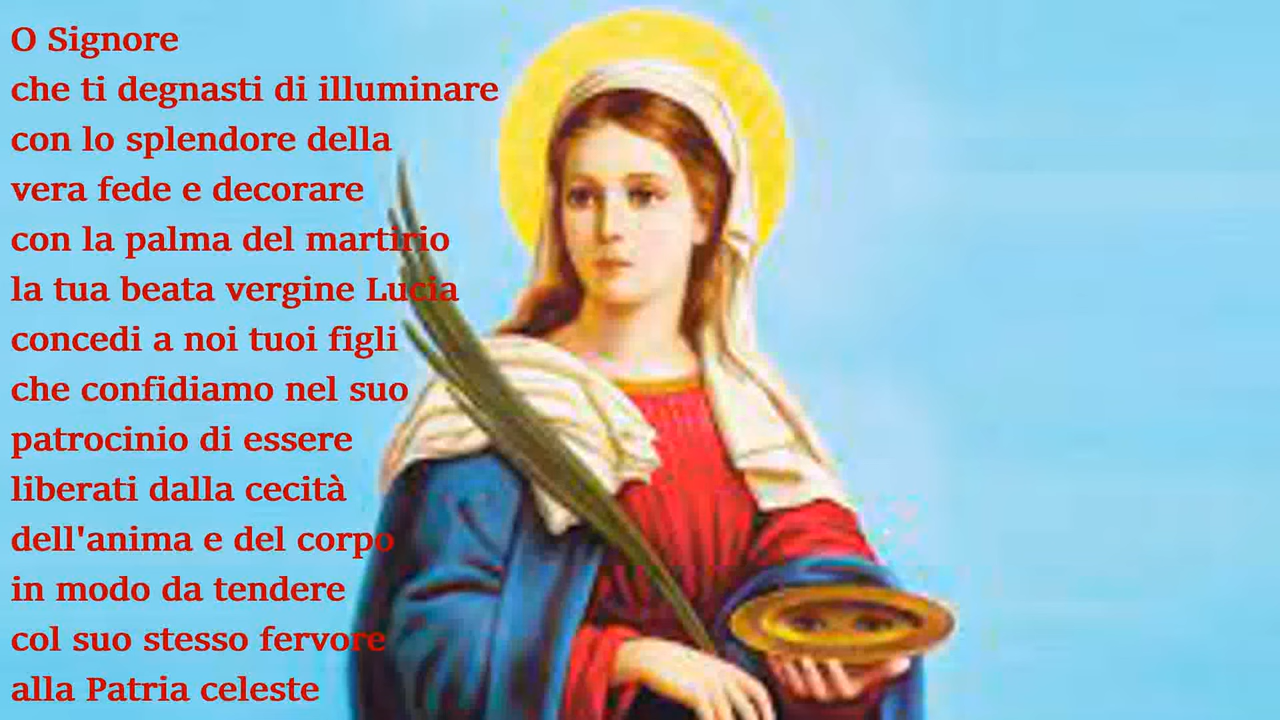 O Signore
che ti degnasti di illuminare
con lo splendore della
vera fede e decorare
con la palma del martirio
la tua beata vergine Lucia
concedi a noi tuoi figli
che confidiamo nel suo
patrocinio di essere
liberati dalla cecità
dell'anima e del corpo
in modo da tendere
col suo stesso fervore
alla Patria celeste